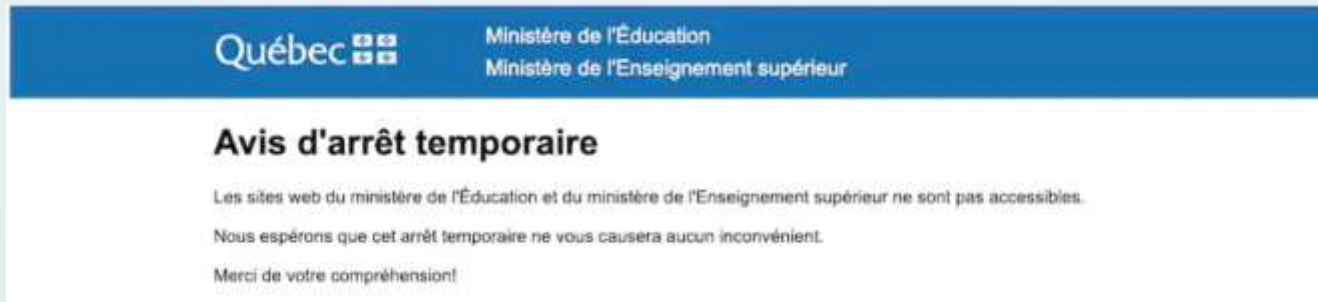 Québec
Ministère de l'Éducation
Ministère de l'Enseignement supérieur
Avis d'arrêt temporaire
Les sites web du ministère de l'Éducation et du ministère de l'Enseignement supérieur ne sont pas accessibles.
Nous espérons que cet arrêt temporaire ne vous causera aucun inconvénient.
Merci de votre compréhension!